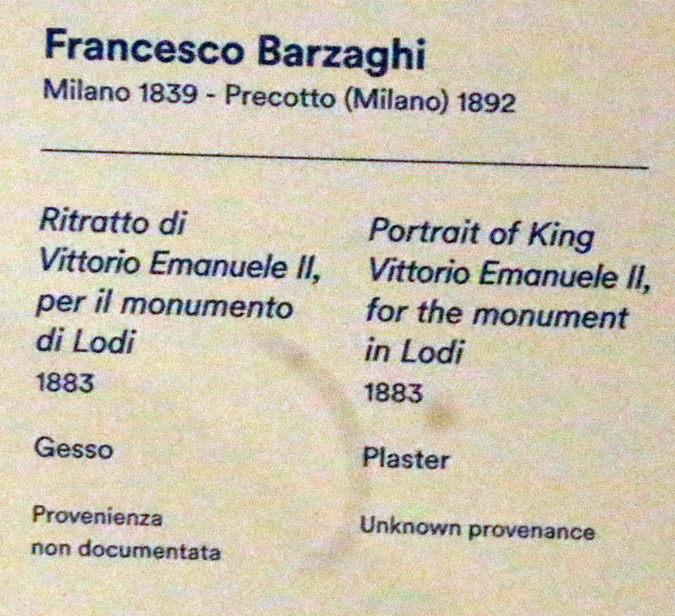 Francesco Barzaghi
Milano 1839 - Precotto (Milano) 1892
Ritratto di
Vittorio Emanuele II,
per il monumento
di Lodi
1883
Gesso
Provenienza
non documentata
Portrait of King
Vittorio Emanuele II,
for the monument
in Lodi
1883
Plaster
Unknown provenance